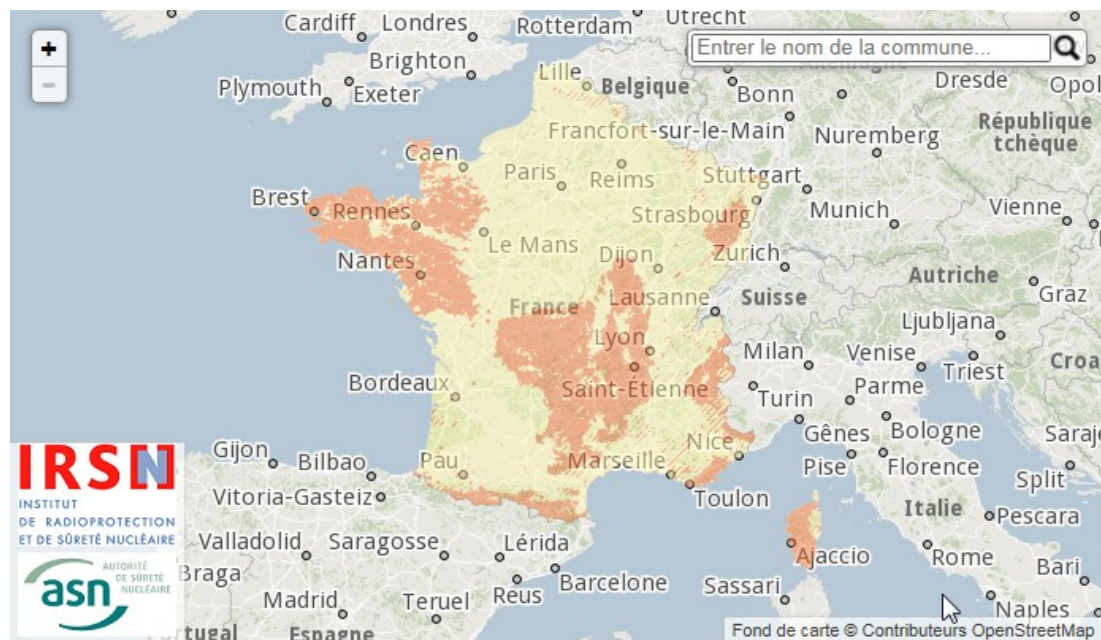 Cardiff
Londres
Rotterdam
Utrecht
+
−
Entrer le nom de la commune...
Brighton
Lille
Belgique
Bonn
Dresde
Opol
Plymouth
Exeter
Francfort-sur-le-Main
Nuremberg
République
tchèque
Caen
Paris
Reims
Stuttgart
Brest
Rennes
Strasbourg
Munich
Vienne
Le Mans
Nantes
Dijon
Zurich
Autriche
France
Lausanne
Suisse
Graz
Ljubljana
Lyon
Milan
Venise
Triest
Croa
Bordeaux
Saint-Étienne
Turin
Parme
Nice
Gênes
Bologne
Saraj
Gijon
Bilbao
Pau
Marseille
Pise
Florence
Split
Vitoria-Gasteiz
Toulon
Italie
Pescara
IRSN
INSTITUT
DE RADIOPROTECTION
ET DE SÛRETÉ NUCLÉAIRE
Valladolid
Saragosse
Lérida
Ajaccio
Rome
Bari
asn
AUTORITÉ
DE SÛRETÉ
NUCLÉAIRE
Braga
Reus
Barcelone
Sassari
Madrid
Teruel
Naples
Portugal
Espagne
Fond de carte © Contributeurs OpenStreetMap